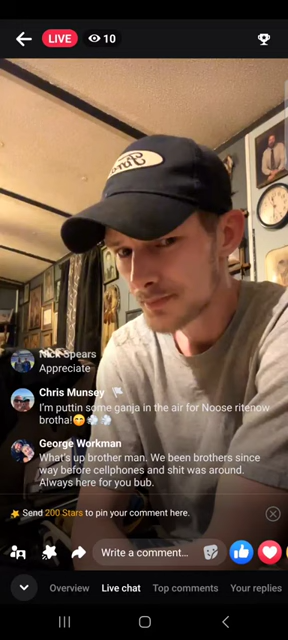 LIVE 10
Ford
Nick Spears
Appreciate
Chris Munsey
I'm puttin some ganja in the air for Noose ritenow
brotha!😋💨💨
George Workman
What's up brother man. We been brothers since
way before cellphones and shit was around.
Always here for you bub.
Send 200 Stars to pin your comment here.
Write a comment...
Overview Live chat Top comments Your replies